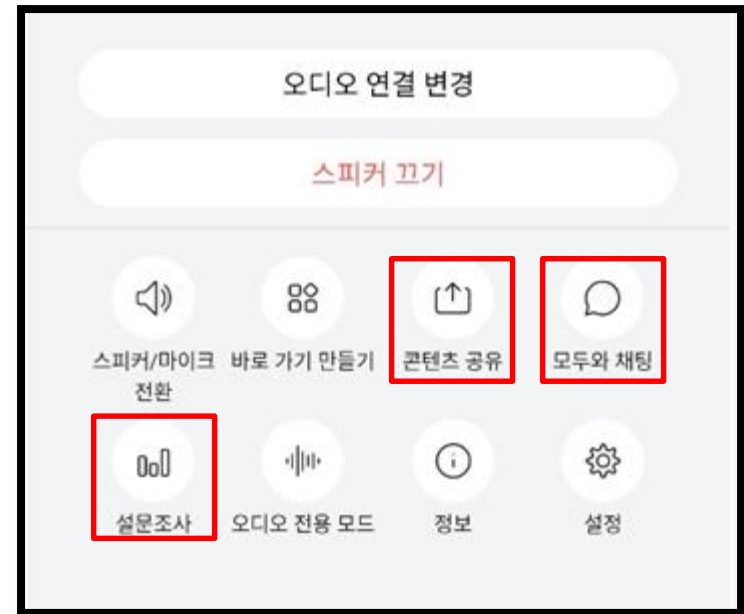 오디오 연결 변경
스피커 끄기
스피커/마이크 전환
바로 가기 만들기
콘텐츠 공유
모두와 채팅
설문조사
오디오 전용 모드
정보
설정